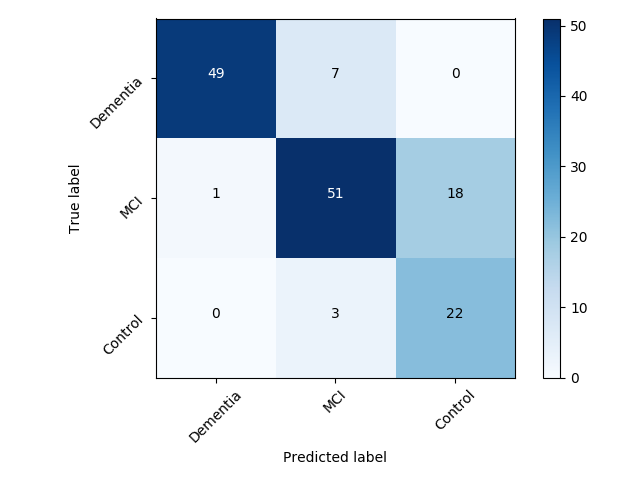 Dementia 49 7 0 50
40
MCI 1 51 18 30
20
Control 0 3 22 10
0
Dementia MCI Control
True label
Predicted label